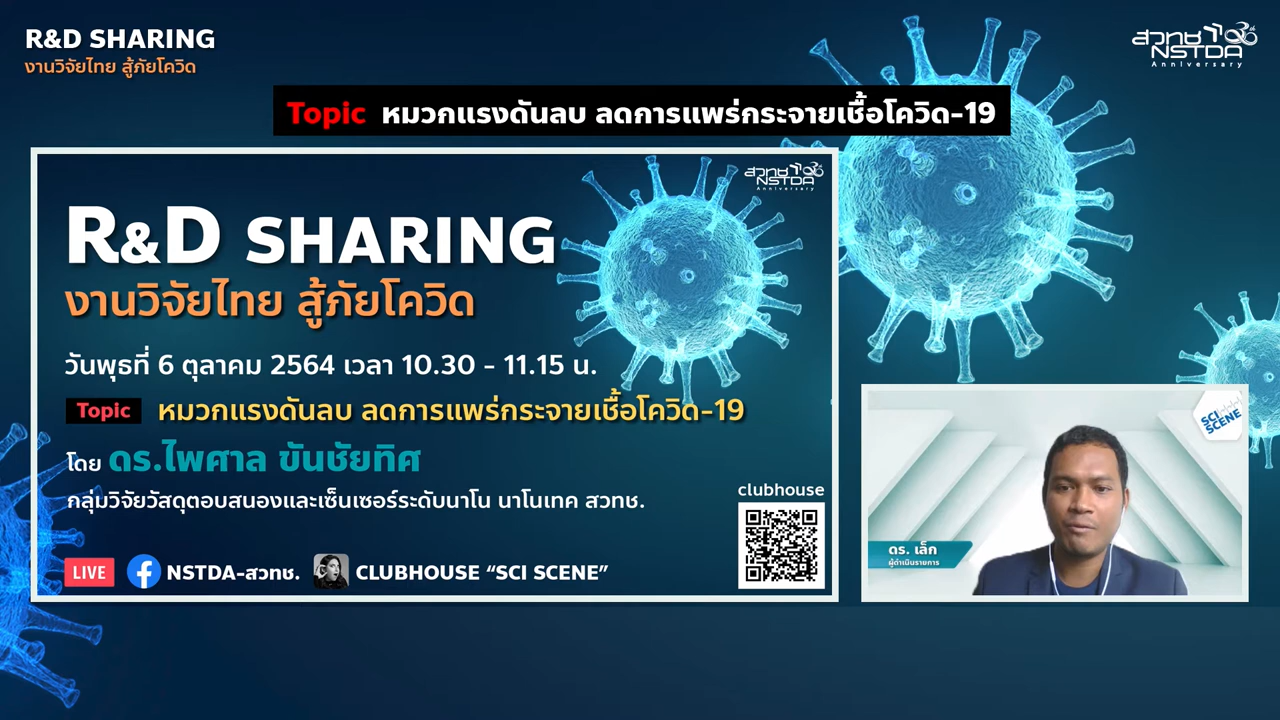 R&D SHARING
งานวิจัยไทย สู้ภัยโควิด
สวทช
NSTDA
Anniversary
Topic หมวกแรงดันลบ ลดการแพร่กระจายเชื้อโควิด-19
สวทช
NSTDA
Anniversary
R&D SHARING
งานวิจัยไทย สู้ภัยโควิด
วันพุธที่ 6 ตุลาคม 2564 เวลา 10.30 - 11.15 น.
Topic หมวกแรงดันลบ ลดการแพร่กระจายเชื้อโควิด-19
โดย ดร.ไพศาล ขันชัยทิศ
กลุ่มวิจัยวัสดุตอบสนองและเซ็นเซอร์ระดับนาโน นาโนเทค สวทช.
clubhouse
LIVE NSTDA-สวทช. CLUBHOUSE “SCI SCENE”
SCI
SCENE
ดร. เล็ก
ผู้ดำเนินรายการ